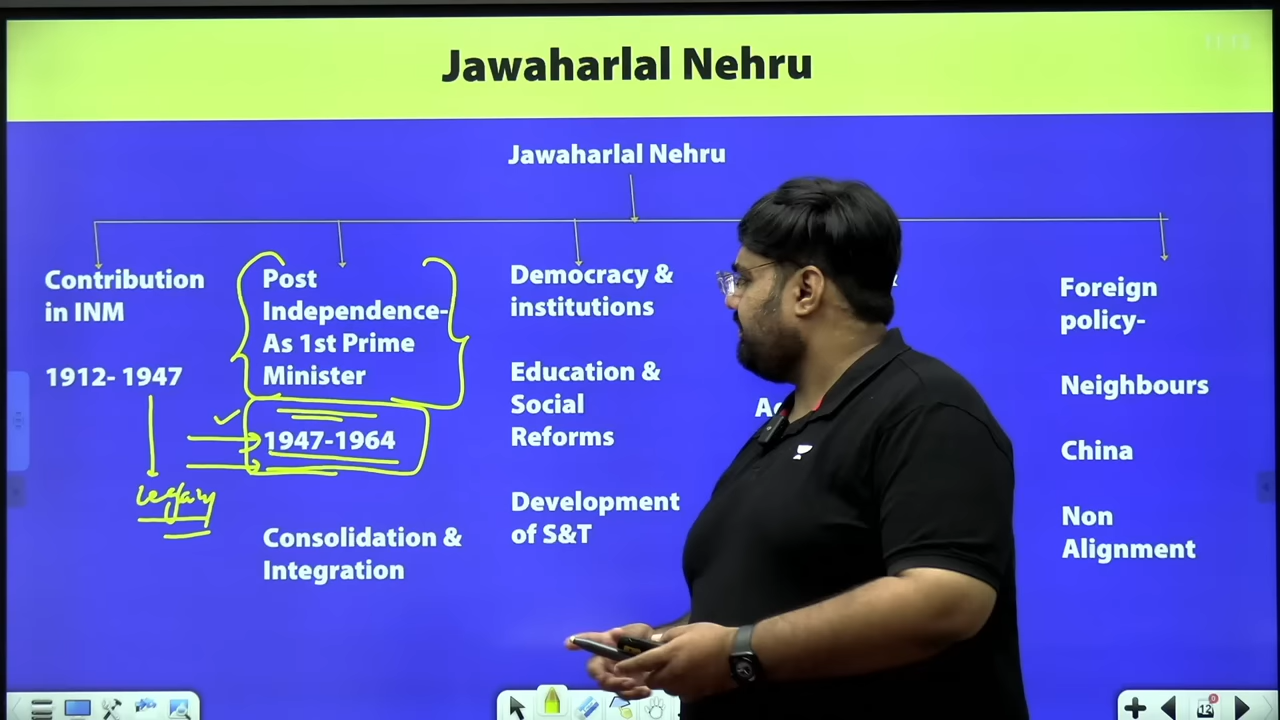 Jawaharlal Nehru
Jawaharlal Nehru
Contribution
in INM
1912- 1947
Legacy
Post
Independence-
As 1st Prime
Minister
1947-1964
Consolidation &
Integration
Democracy &
institutions
Education &
Social
Reforms
Development
of S&T
Foreign
policy-
Neighbours
China
Non
Alignment
12